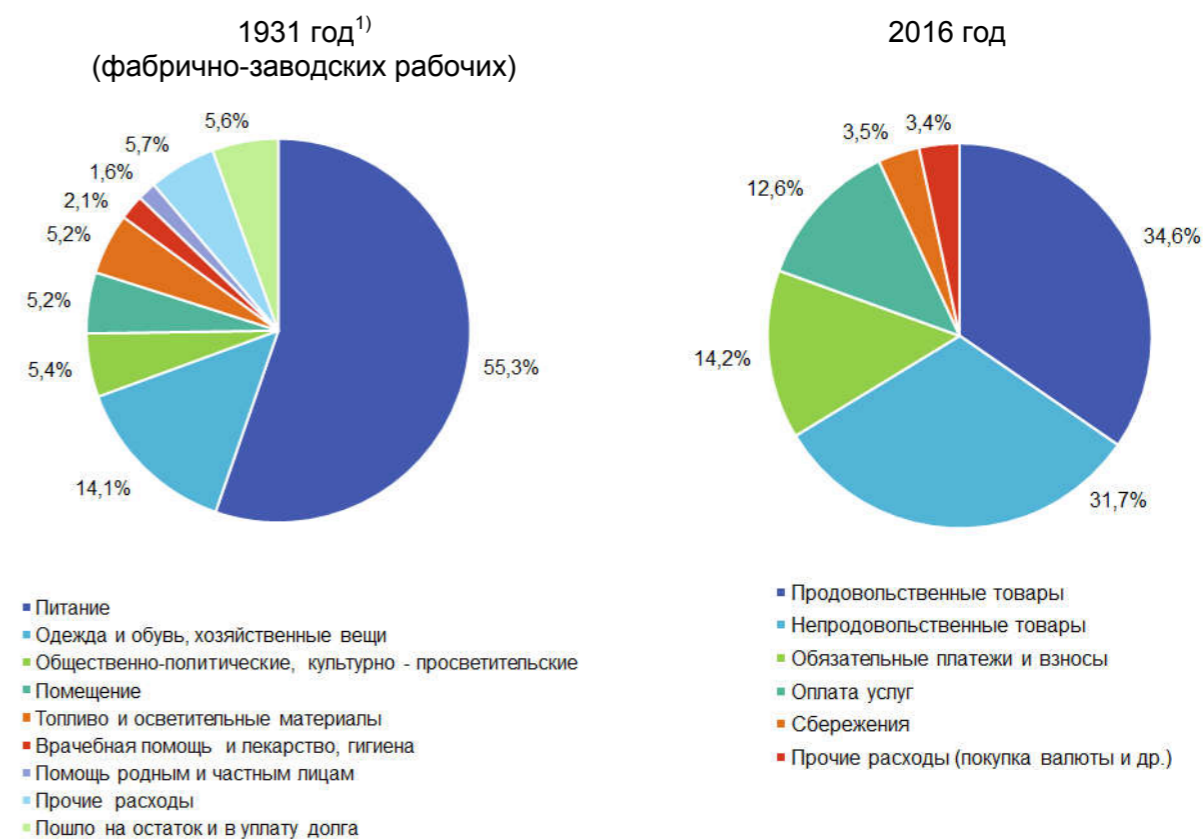 1931 год1)
(фабрично-заводских рабочих)
5,6%
5,7%
1,6%
2,1%
5,2%
5,2%
5,4%
14,1%
55,3%
Питание
Одежда и обувь, хозяйственные вещи
Общественно-политические, культурно - просветительские
Помещение
Топливо и осветительные материалы
Врачебная помощь и лекарство, гигиена
Помощь родным и частным лицам
Прочие расходы
Пошло на остаток и в уплату долга
2016 год
3,5%
3,4%
12,6%
34,6%
14,2%
31,7%
Продовольственные товары
Непродовольственные товары
Обязательные платежи и взносы
Оплата услуг
Сбережения
Прочие расходы (покупка валюты и др.)